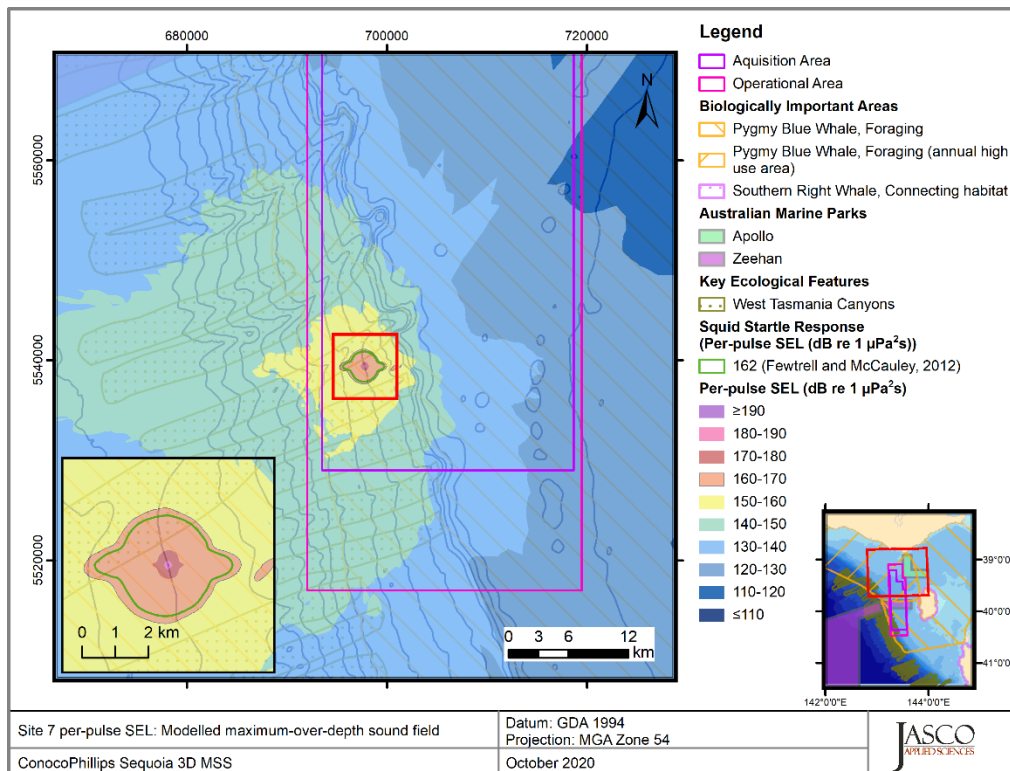 680000
700000
720000
5560000
5540000
5520000
N
0 1 2 km
0 3 6 12
km
Legend
Aquisition Area
Operational Area
Biologically Important Areas
Pygmy Blue Whale, Foraging
Pygmy Blue Whale, Foraging (annual high
use area)
Southern Right Whale, Connecting habitat
Australian Marine Parks
Apollo
Zeehan
Key Ecological Features
West Tasmania Canyons
Squid Startle Response
(Per-pulse SEL (dB re 1 µPa²s))
162 (Fewtrell and McCauley, 2012)
Per-pulse SEL (dB re 1 µPa²s)
≥190
180-190
170-180
160-170
150-160
140-150
130-140
120-130
110-120
≤110
39°0'0"S
40°0'0"S
41°0'0"S
142°0'0"E
144°0'0"E
Site 7 per-pulse SEL: Modelled maximum-over-depth sound field
ConocoPhillips Sequoia 3D MSS
Datum: GDA 1994
Projection: MGA Zone 54
October 2020
JASCO
APPLIED SCIENCES